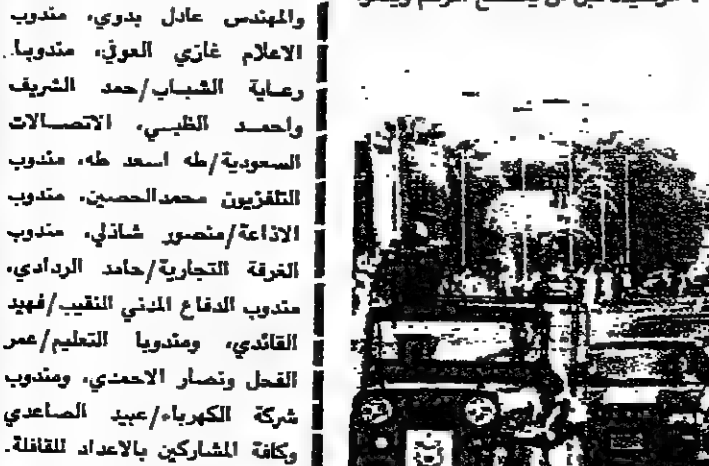 والمهندس عادل بدوي، مندوب
الاعلام غازي العوفي، مندوبا
رعاية الشباب/حمد الشريف
واحمد الظبيي، الاتصالات
السعودية/طه اسعد طه، مندوب
التلفزيون محمدالحصين، مندوب
الاذاعة/منصور شاذلي، مندوب
الغرفة التجارية/حامد الردادي،
مندوب الدفاع المدني النقيب/فهيد
القائدي، ومندوبا التعليم/عمر
الفحل ونصار الاحمدي، ومندوب
شركة الكهرباء/عبيد الصاعدي
وكافة المشاركين بالاعداد للقافلة.